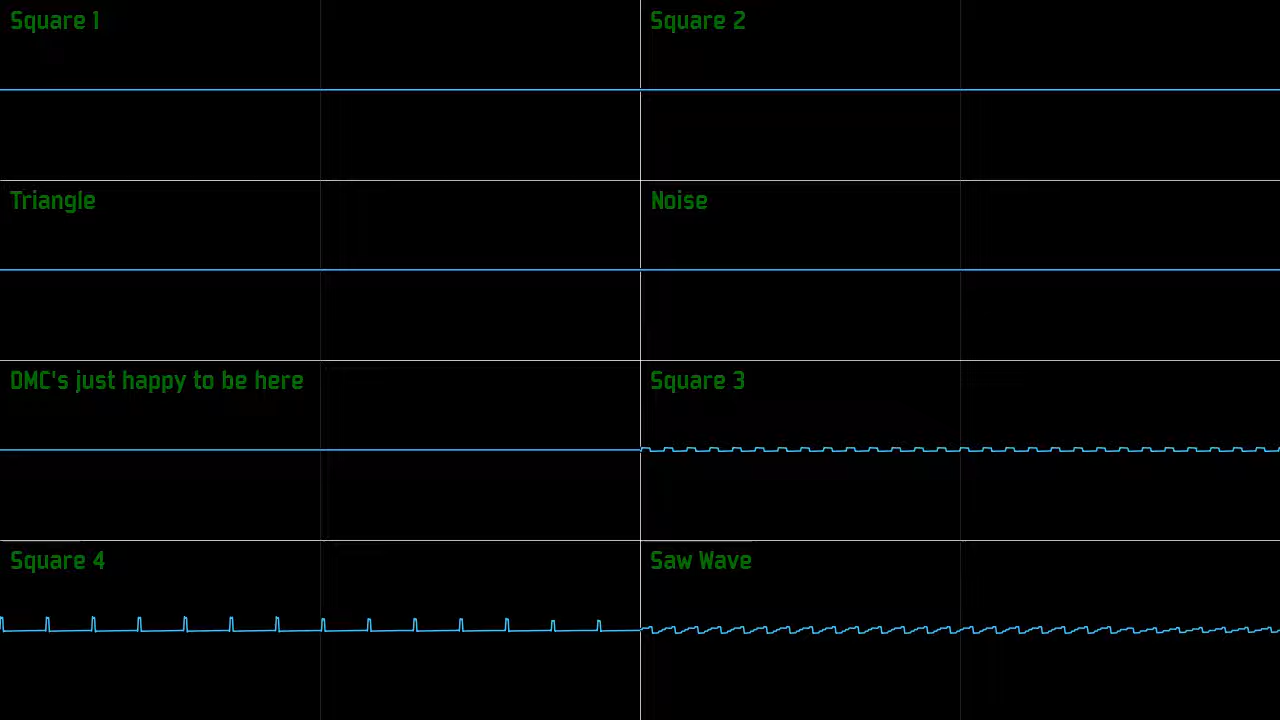 Square 1
Square 2
Triangle
Noise
DMC's just happy to be here
Square 3
Square 4
Saw Wave